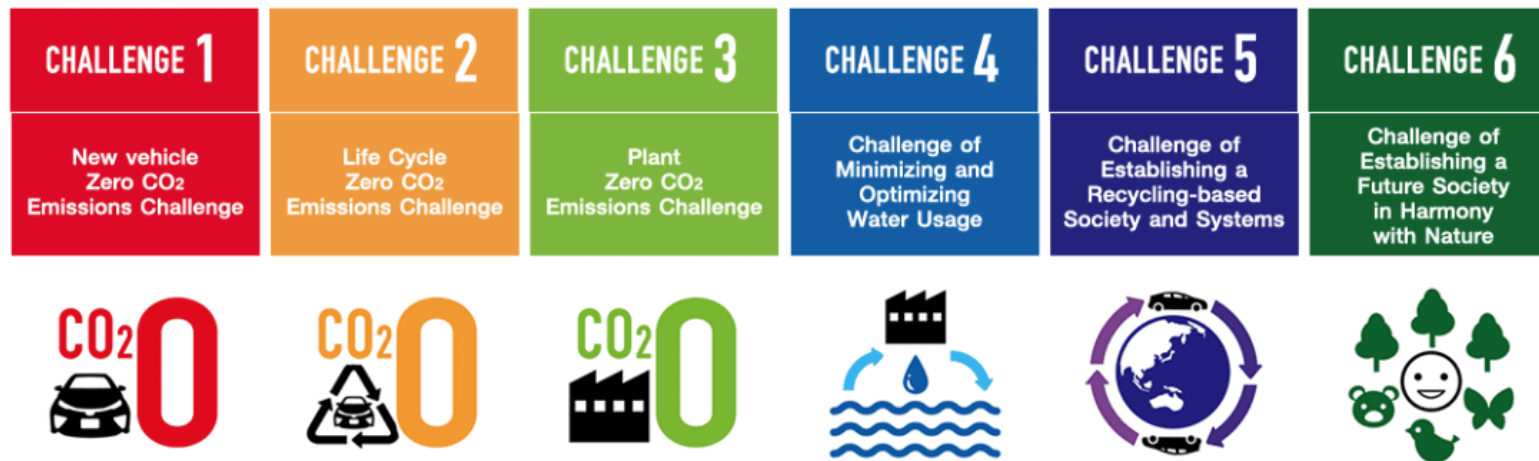 CHALLENGE 1
New vehicle
Zero CO₂
Emissions Challenge
CO₂ 0
CHALLENGE 2
Life Cycle
Zero CO₂
Emissions Challenge
CO₂ 0
CHALLENGE 3
Plant
Zero CO₂
Emissions Challenge
CO₂ 0
CHALLENGE 4
Challenge of
Minimizing and
Optimizing
Water Usage
CHALLENGE 5
Challenge of
Establishing a
Recycling-based
Society and Systems
CHALLENGE 6
Challenge of
Establishing a
Future Society
in Harmony
with Nature